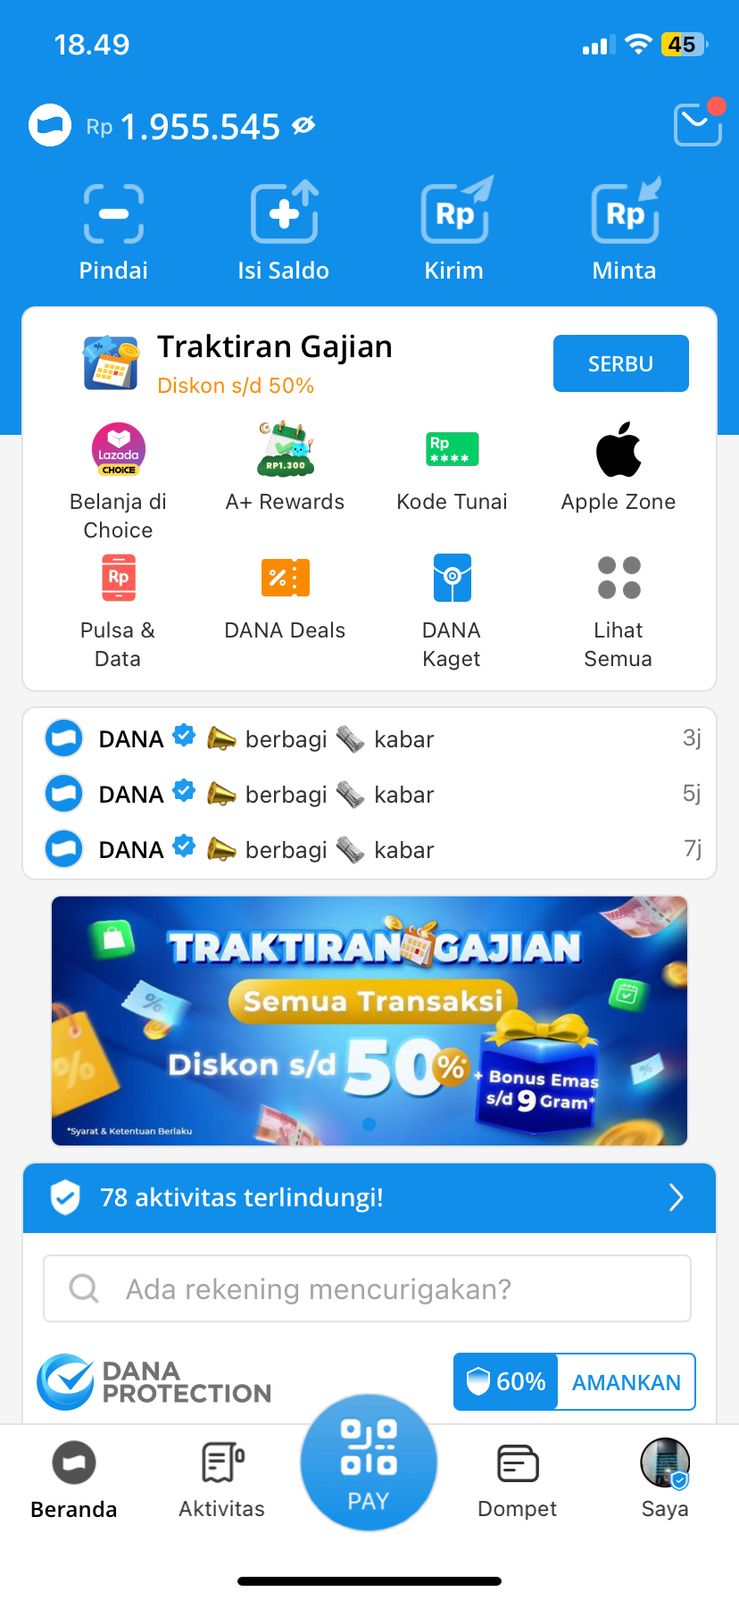 18.49
45
Rp 1.955.545
Rp
Rp
Pindai
Isi Saldo
Kirim
Minta
Traktiran Gajian
Diskon s/d 50%
SERBU
Lazada
CHOICE
RP1.300
Rp
****
Belanja di
Choice
A+ Rewards
Kode Tunai
Apple Zone
Rp
%
Pulsa &
Data
DANA Deals
DANA
Kaget
Lihat
Semua
DANA berbagi kabar 3j
DANA berbagi kabar 5j
DANA berbagi kabar 7j
TRAKTIRAN GAJIAN
Semua Transaksi
Diskon s/d 50%
+ Bonus Emas
s/d 9 Gram*
*Syarat & Ketentuan Berlaku
78 aktivitas terlindungi!
Ada rekening mencurigakan?
DANA
PROTECTION
60% AMANKAN
PAY
Beranda
Aktivitas
Dompet
Saya